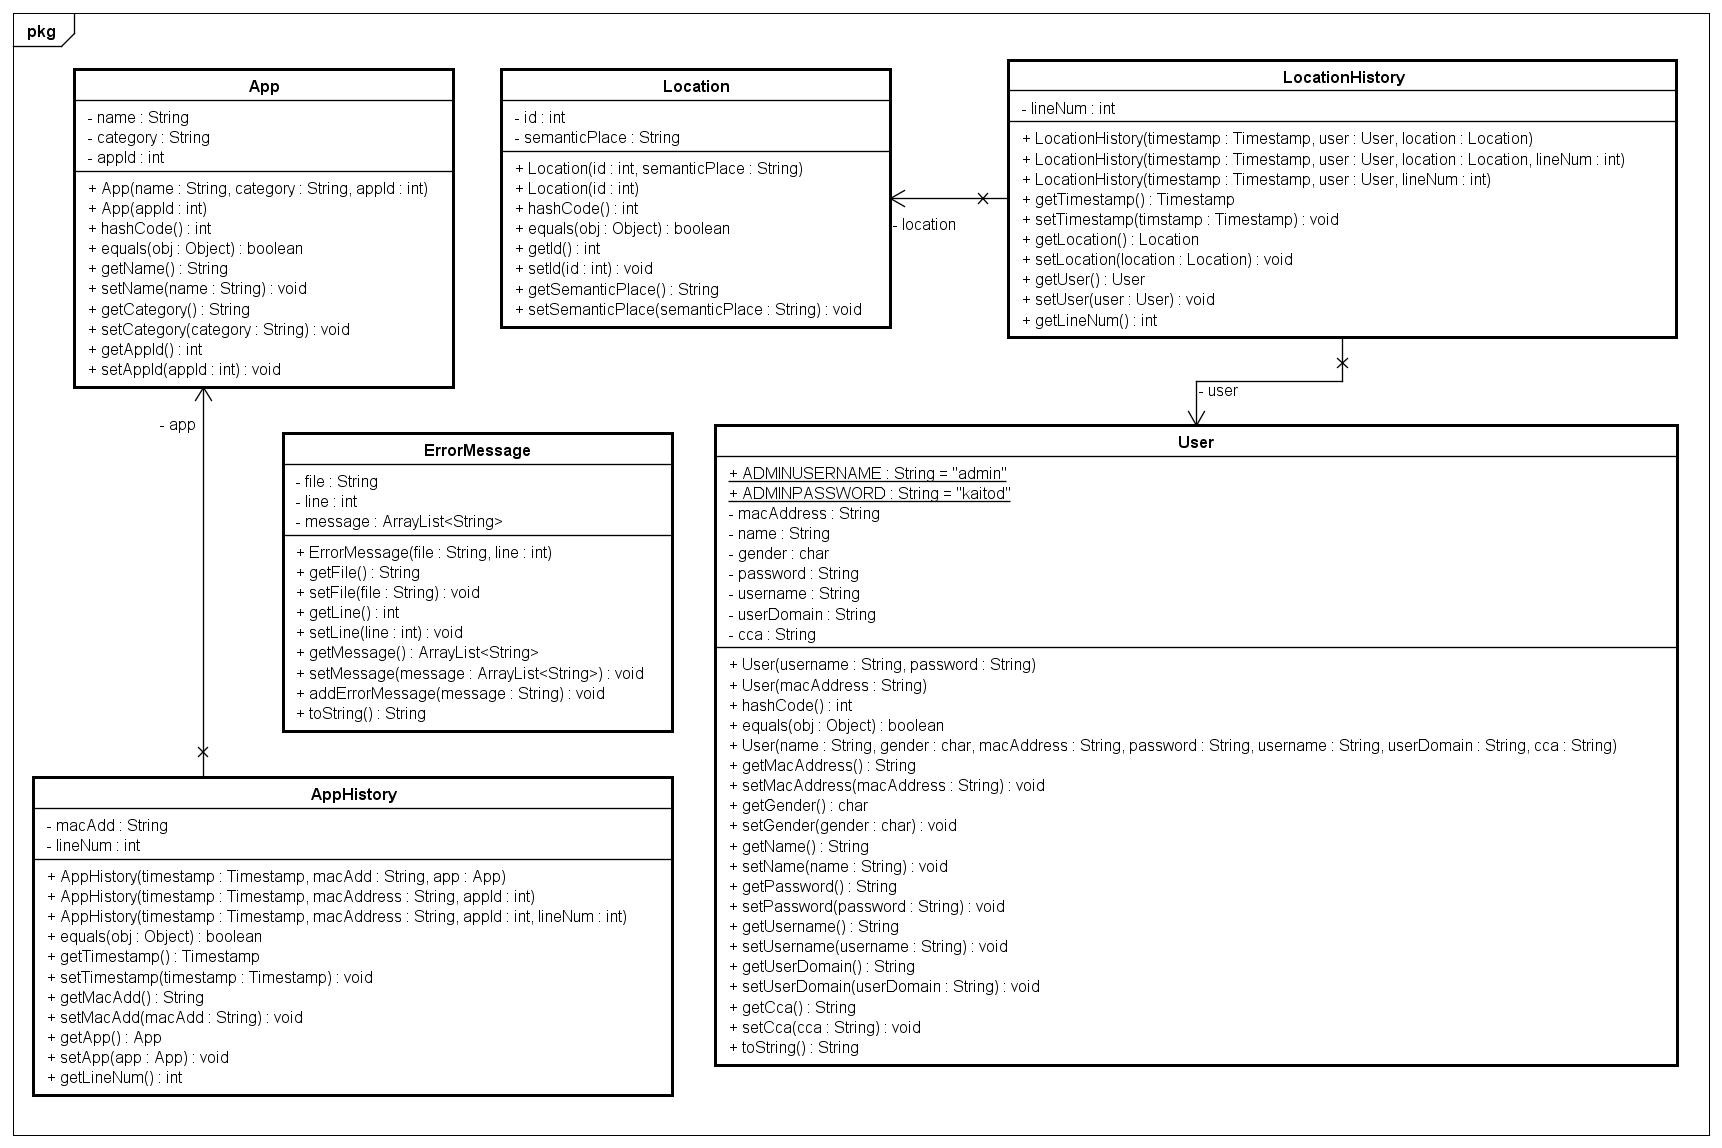 pkg
App
- name : String
- category : String
- appId : int
+ App(name : String, category : String, appId : int)
+ App(appId : int)
+ hashCode() : int
+ equals(obj : Object) : boolean
+ getName() : String
+ setName(name : String) : void
+ getCategory() : String
+ setCategory(category : String) : void
+ getAppId() : int
+ setAppId(appId : int) : void
Location
- id : int
- semanticPlace : String
+ Location(id : int, semanticPlace : String)
+ Location(id : int)
+ hashCode() : int
+ equals(obj : Object) : boolean
+ getId() : int
+ setId(id : int) : void
+ getSemanticPlace() : String
+ setSemanticPlace(semanticPlace : String) : void
- location
LocationHistory
- lineNum : int
+ LocationHistory(timestamp : Timestamp, user : User, location : Location)
+ LocationHistory(timestamp : Timestamp, user : User, location : Location, lineNum : int)
+ LocationHistory(timestamp : Timestamp, user : User, lineNum : int)
+ getTimestamp() : Timestamp
+ setTimestamp(timstamp : Timestamp) : void
+ getLocation() : Location
+ setLocation(location : Location) : void
+ getUser() : User
+ setUser(user : User) : void
+ getLineNum() : int
- user
- app
ErrorMessage
- file : String
- line : int
- message : ArrayList<String>
+ ErrorMessage(file : String, line : int)
+ getFile() : String
+ setFile(file : String) : void
+ getLine() : int
+ setLine(line : int) : void
+ getMessage() : ArrayList<String>
+ setMessage(message : ArrayList<String>) : void
+ addErrorMessage(message : String) : void
+ toString() : String
User
+ ADMINUSERNAME : String = "admin"
+ ADMINPASSWORD : String = "kaitod"
- macAddress : String
- name : String
- gender : char
- password : String
- username : String
- userDomain : String
- cca : String
+ User(username : String, password : String)
+ User(macAddress : String)
+ hashCode() : int
+ equals(obj : Object) : boolean
+ User(name : String, gender : char, macAddress : String, password : String, username : String, userDomain : String, cca : String)
+ getMacAddress() : String
+ setMacAddress(macAddress : String) : void
+ getGender() : char
+ setGender(gender : char) : void
+ getName() : String
+ setName(name : String) : void
+ getPassword() : String
+ setPassword(password : String) : void
+ getUsername() : String
+ setUsername(username : String) : void
+ getUserDomain() : String
+ setUserDomain(userDomain : String) : void
+ getCca() : String
+ setCca(cca : String) : void
+ toString() : String
AppHistory
- macAdd : String
- lineNum : int
+ AppHistory(timestamp : Timestamp, macAdd : String, app : App)
+ AppHistory(timestamp : Timestamp, macAddress : String, appId : int)
+ AppHistory(timestamp : Timestamp, macAddress : String, appId : int, lineNum : int)
+ equals(obj : Object) : boolean
+ getTimestamp() : Timestamp
+ setTimestamp(timestamp : Timestamp) : void
+ getMacAdd() : String
+ setMacAdd(macAdd : String) : void
+ getApp() : App
+ setApp(app : App) : void
+ getLineNum() : int